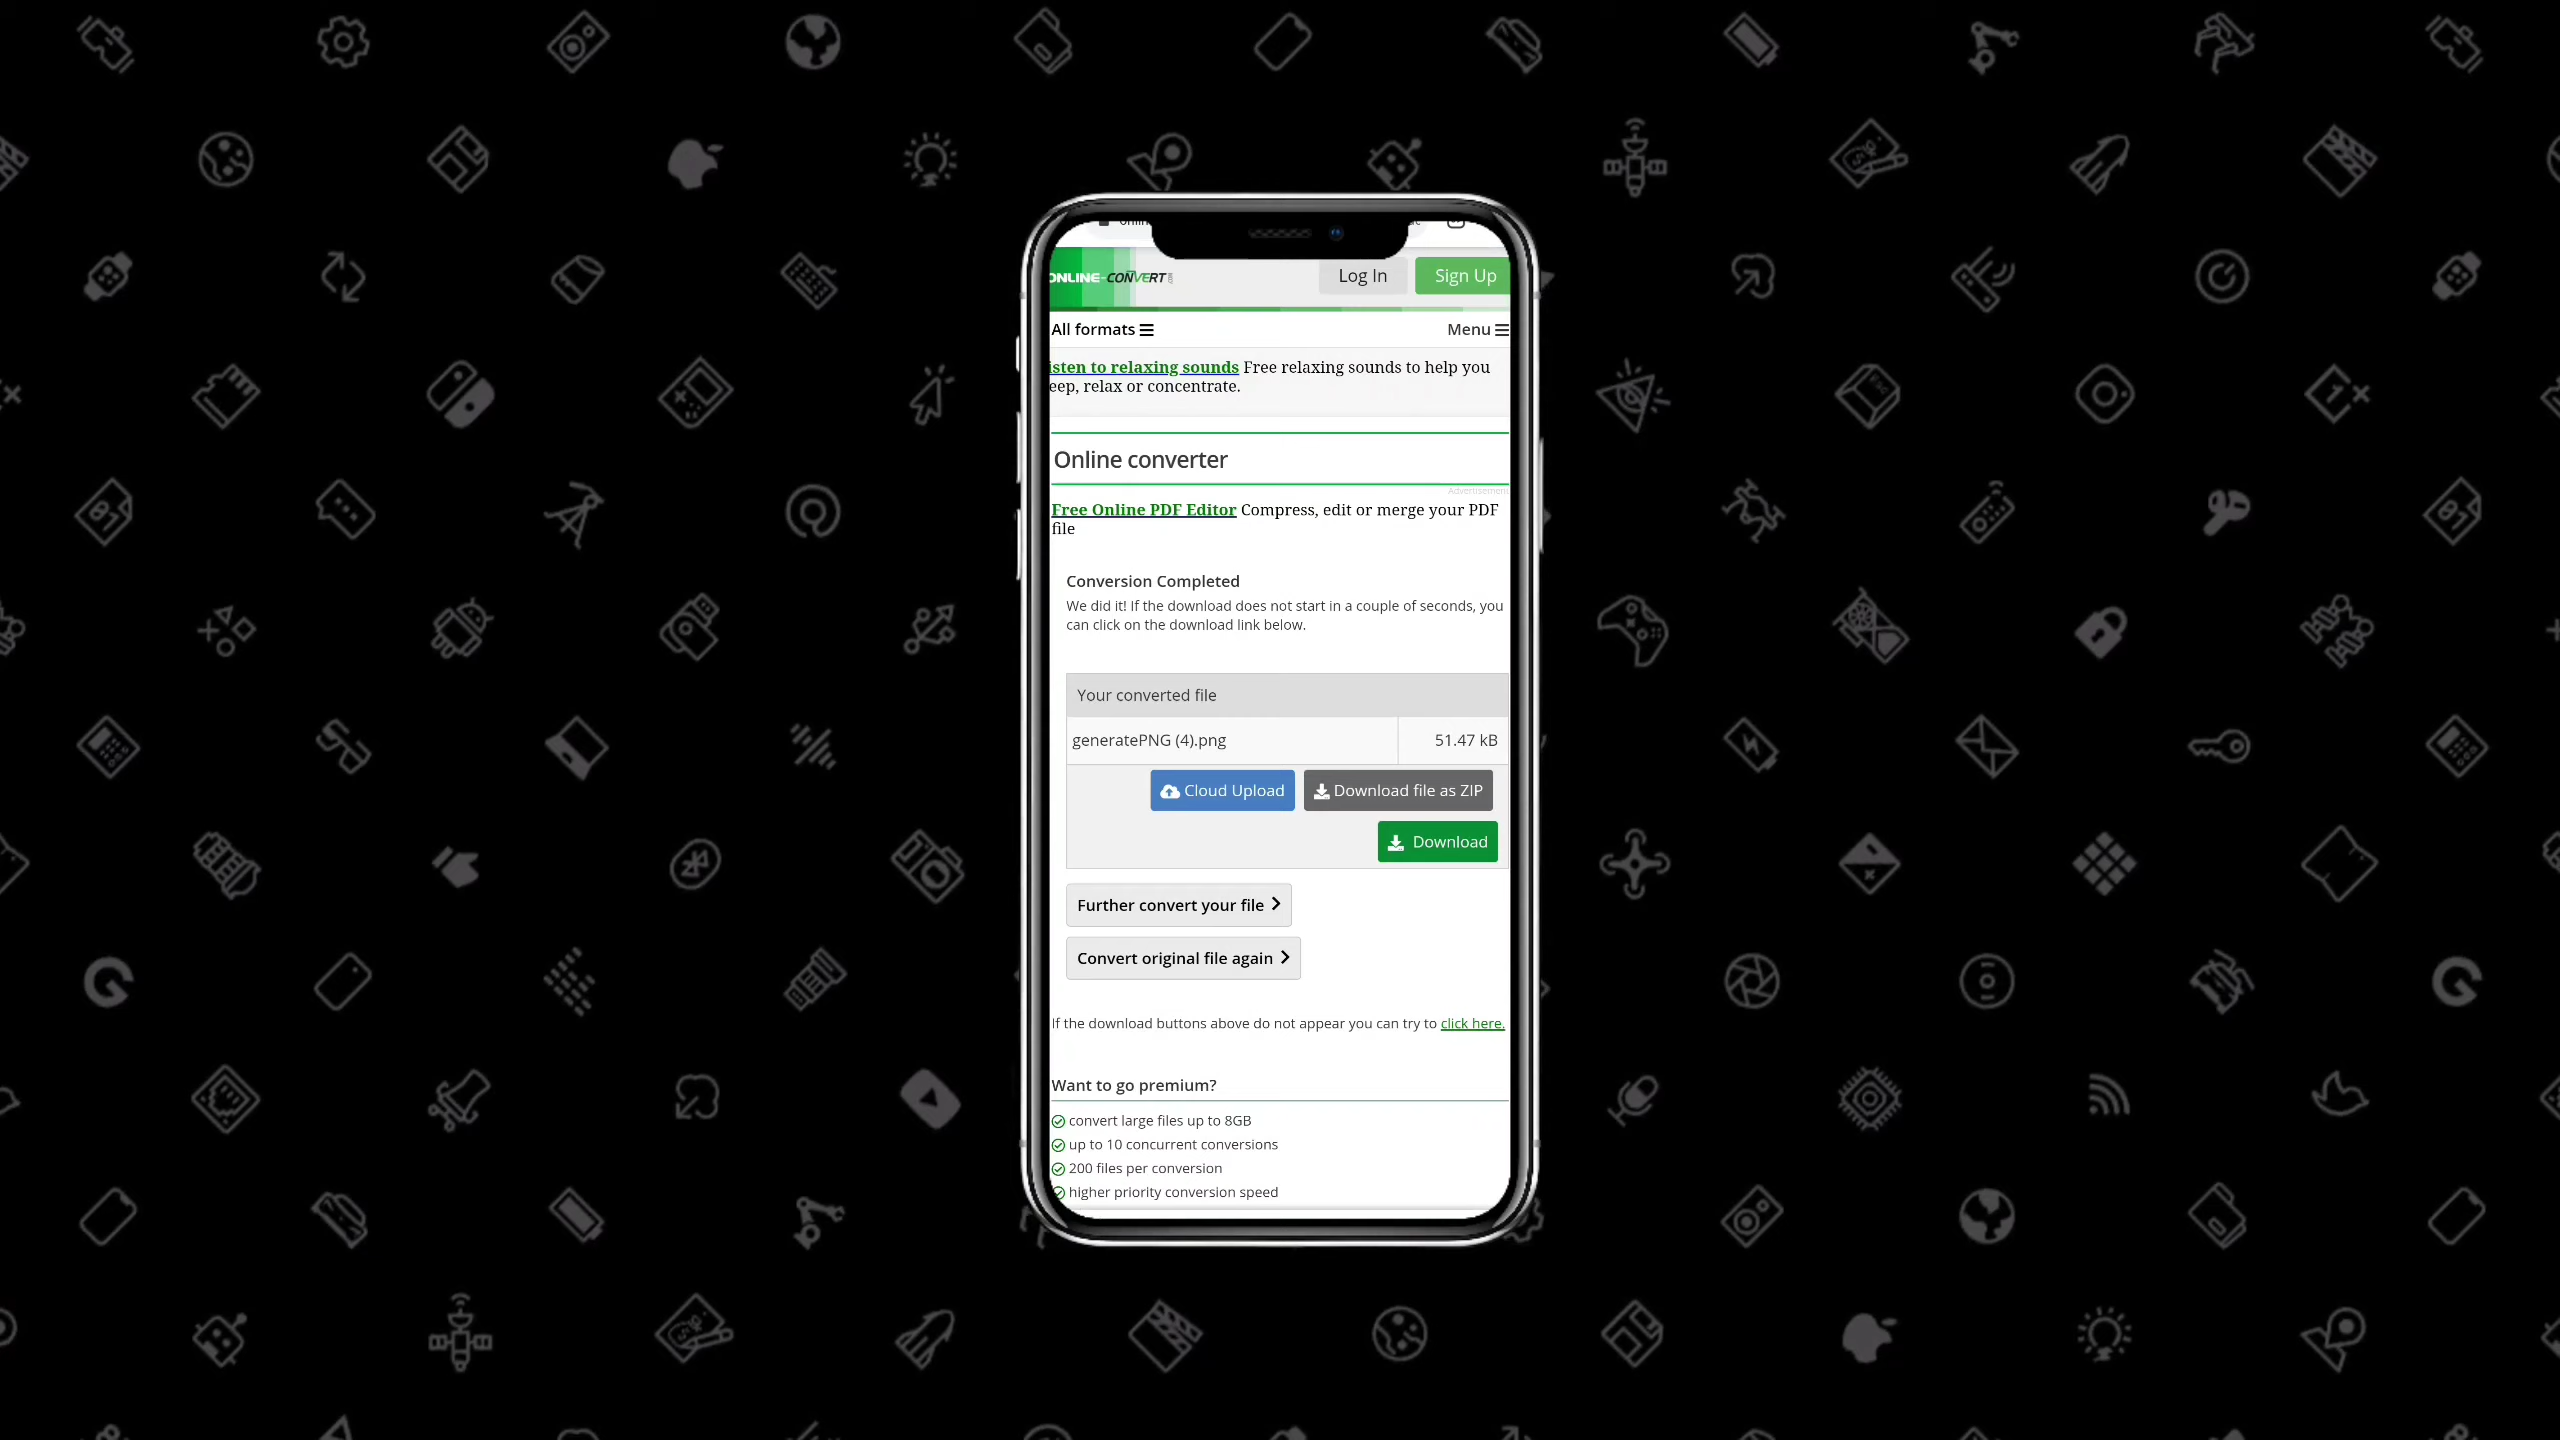 ONLINE-CONVERT
Log In
Sign Up
All formats
Menu
isten to relaxing sounds Free relaxing sounds to help you
eep, relax or concentrate.
Online converter
Advertisement
Free Online PDF Editor Compress, edit or merge your PDF
file
Conversion Completed
We did it! If the download does not start in a couple of seconds, you
can click on the download link below.
Your converted file
generatePNG (4).png
51.47 kB
Cloud Upload
Download file as ZIP
Download
Further convert your file
Convert original file again
If the download buttons above do not appear you can try to click here.
Want to go premium?
convert large files up to 8GB
up to 10 concurrent conversions
200 files per conversion
higher priority conversion speed